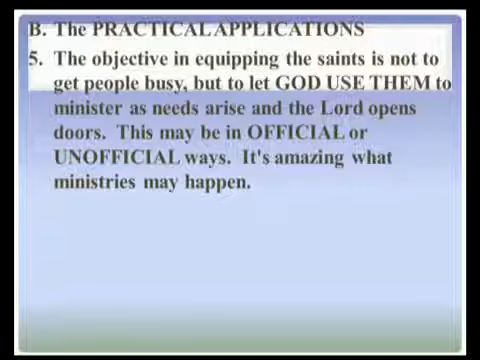 B. The PRACTICAL APPLICATIONS
5. The objective in equipping the saints is not to
get people busy, but to let GOD USE THEM to
minister as needs arise and the Lord opens
doors. This may be in OFFICIAL or
UNOFFICIAL ways. It's amazing what
ministries may happen.